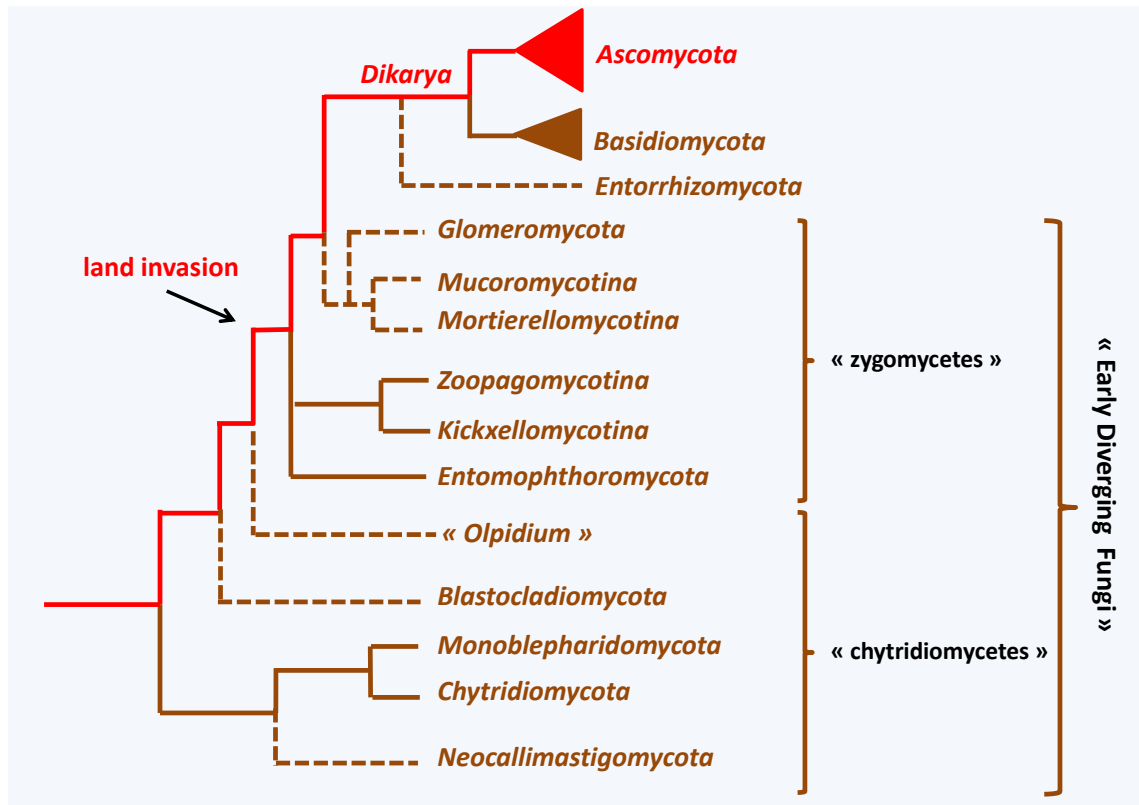 Ascomycota
Dikarya
Basidiomycota
Entorrhizomycota
Glomeromycota
land invasion
Mucoromycotina
Mortierellomycotina
« zygomycetes »
Zoopagomycotina
Kickxellomycotina
Entomophthoromycota
« Olpidium »
Blastocladiomycota
Monoblepharidomycota
« chytridiomycetes »
Chytridiomycota
Neocallimastigomycota
« Early Diverging Fungi »